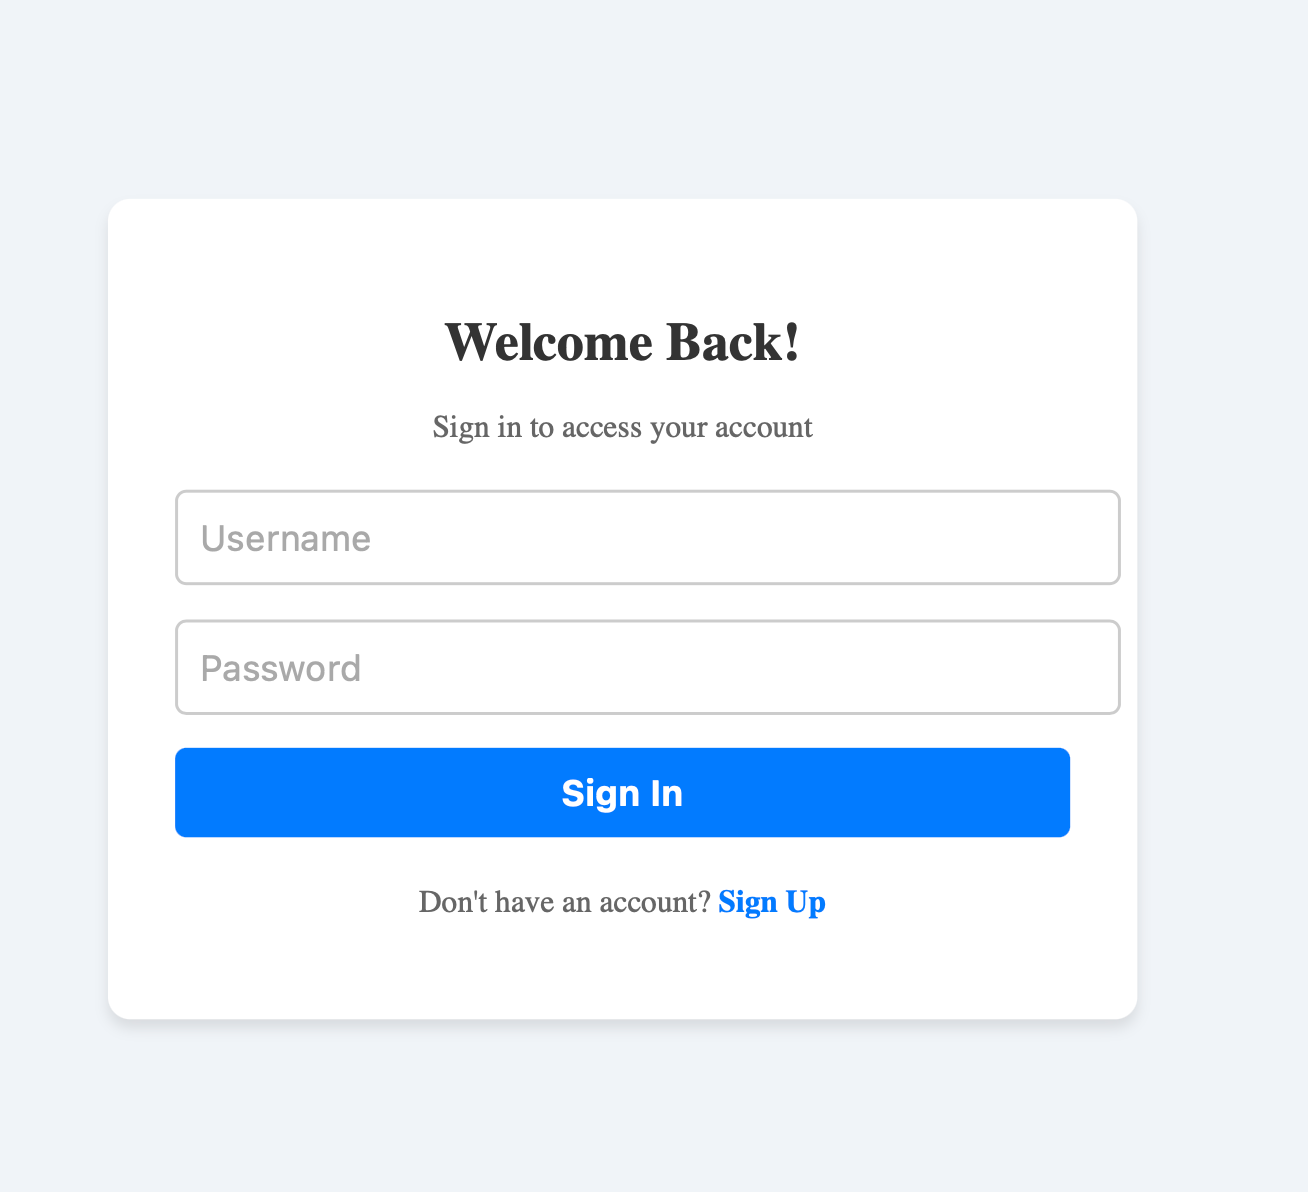 Welcome Back!
Sign in to access your account
Username
Password
Sign In
Don't have an account? Sign Up